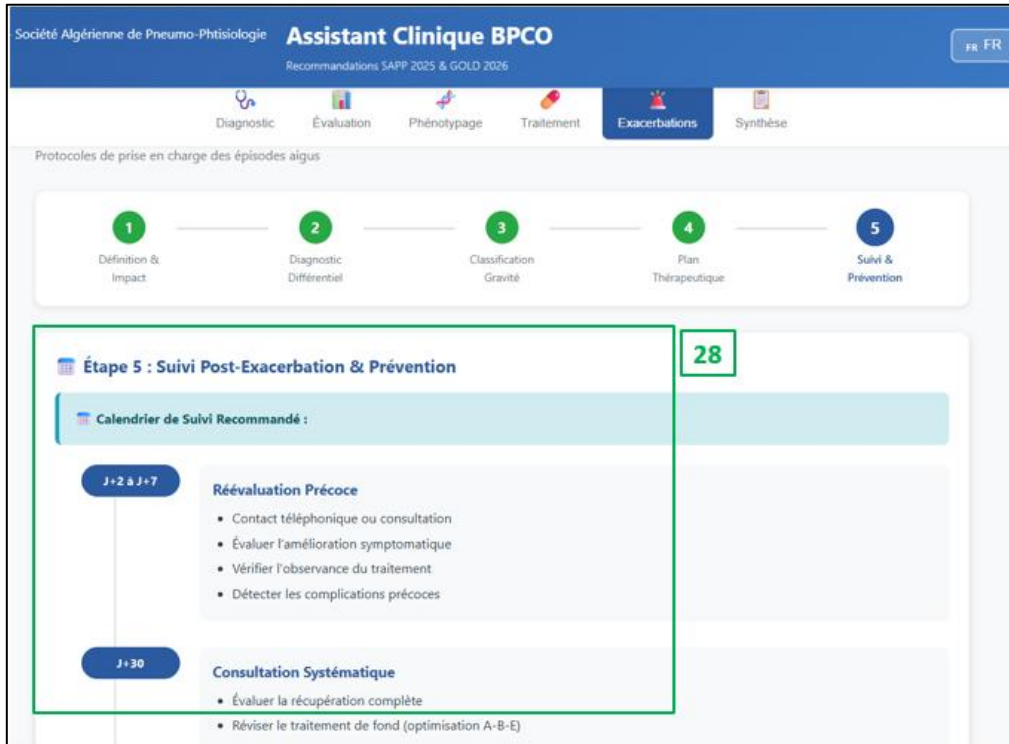 Société Algérienne de Pneumo-Phtisiologie
Assistant Clinique BPCO
Recommandations SAPP 2025 & GOLD 2026
FR FR
Diagnostic
Évaluation
Phénotypage
Traitement
Exacerbations
Synthèse
Protocoles de prise en charge des épisodes aigus
1
2
3
4
5
Définition &
Impact
Diagnostic
Différentiel
Classification
Gravité
Plan
Thérapeutique
Suivi &
Prévention
28
Étape 5 : Suivi Post-Exacerbation & Prévention
Calendrier de Suivi Recommandé :
J+2 à J+7
Réévaluation Précoce
• Contact téléphonique ou consultation
• Évaluer l'amélioration symptomatique
• Vérifier l'observance du traitement
• Détecter les complications précoces
J+30
Consultation Systématique
• Évaluer la récupération complète
• Réviser le traitement de fond (optimisation A-B-E)